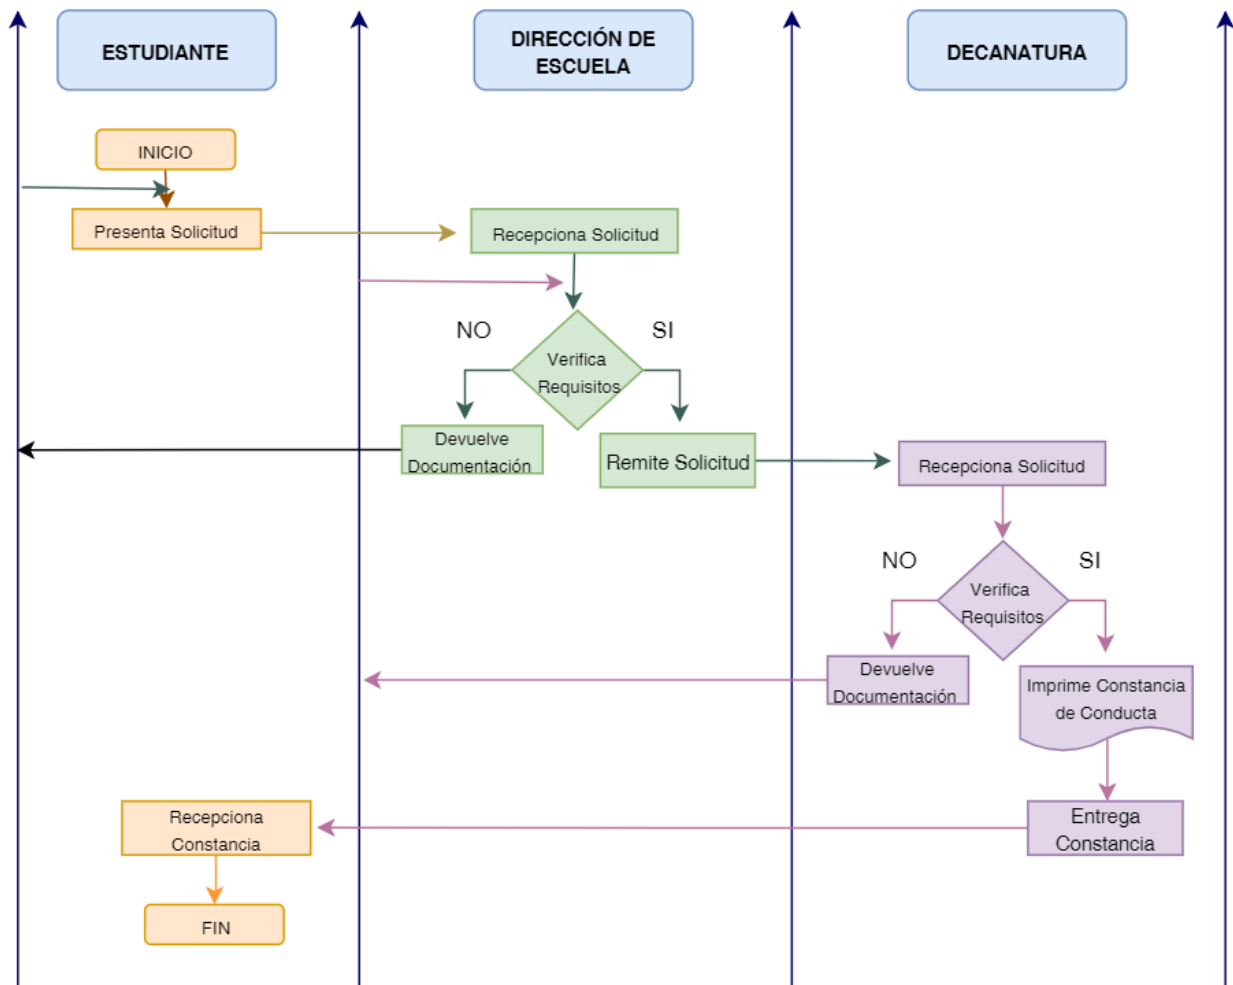 ESTUDIANTE
DIRECCIÓN DE
ESCUELA
DECANATURA
INICIO
Presenta Solicitud
Recepciona Solicitud
NO
SI
Verifica
Requisitos
Devuelve
Documentación
Remite Solicitud
Recepciona Solicitud
NO
SI
Verifica
Requisitos
Devuelve
Documentación
Imprime Constancia
de Conducta
Recepciona
Constancia
Entrega
Constancia
FIN